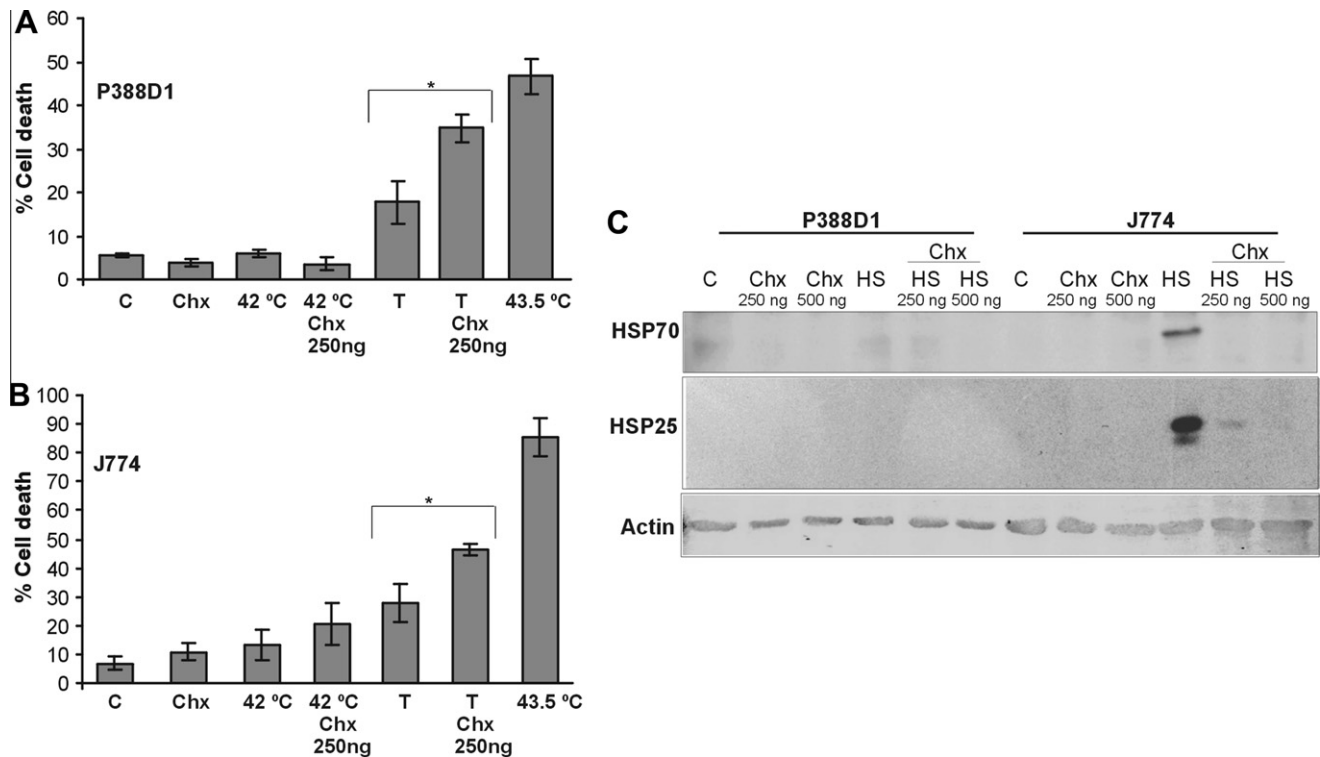 A
60
50
40
30
20
10
0
% Cell death
P388D1
*
C Chx 42 ºC 42 ºC T T 43.5 ºC
Chx Chx
250ng 250ng
B
100
90
80
70
60
50
40
30
20
10
0
% Cell death
J774
*
C Chx 42 ºC 42 ºC T T 43.5 ºC
Chx Chx
250ng 250ng
C
P388D1 J774
Chx Chx
C Chx Chx HS HS HS C Chx Chx HS HS HS
250 ng 500 ng 250 ng 500 ng 250 ng 500 ng 250 ng 500 ng
HSP70
HSP25
Actin